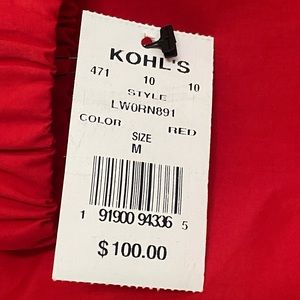 KOHL'S
471 10 10
STYLE
LW0RN891
COLOR RED
SIZE
M
1 91900 94336 5
$100.00